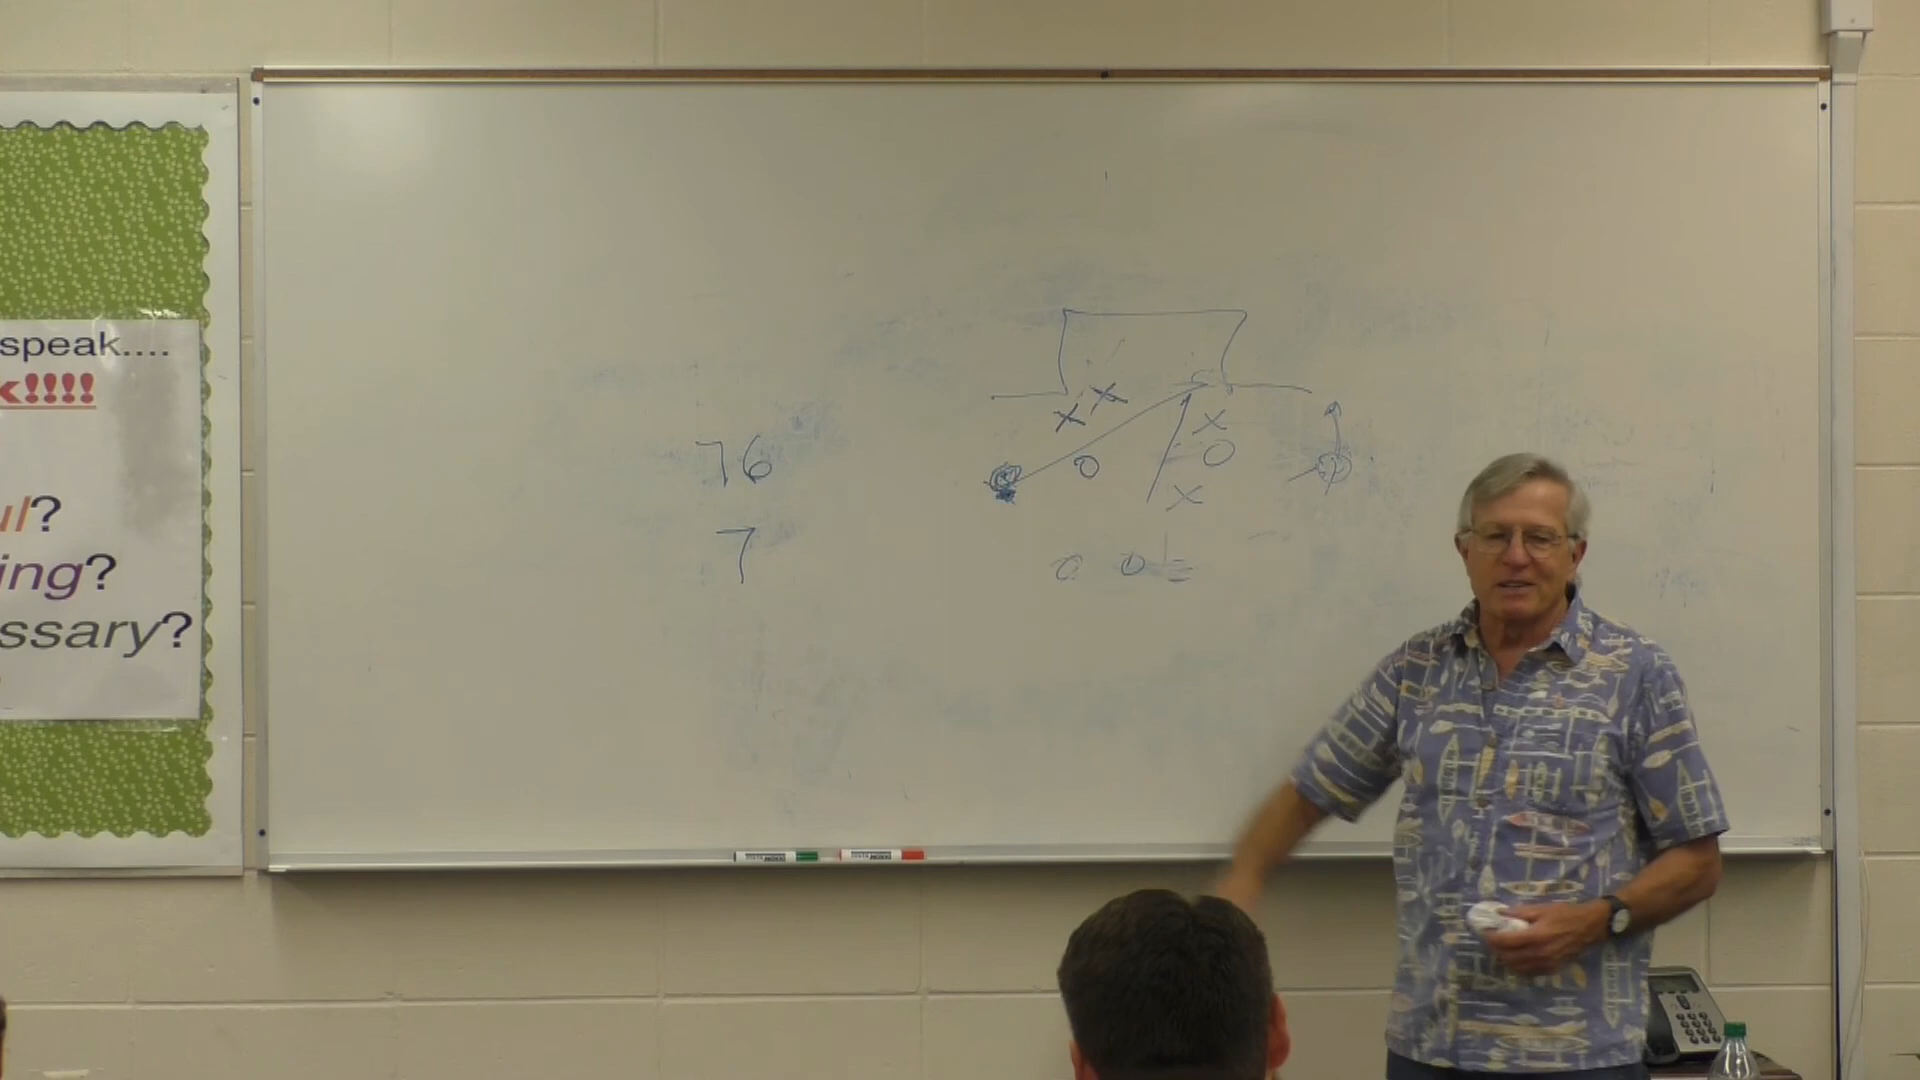 speak....
k!!!!
ul?
ing?
ssary?
76
7
X X
X
O O
X
O O